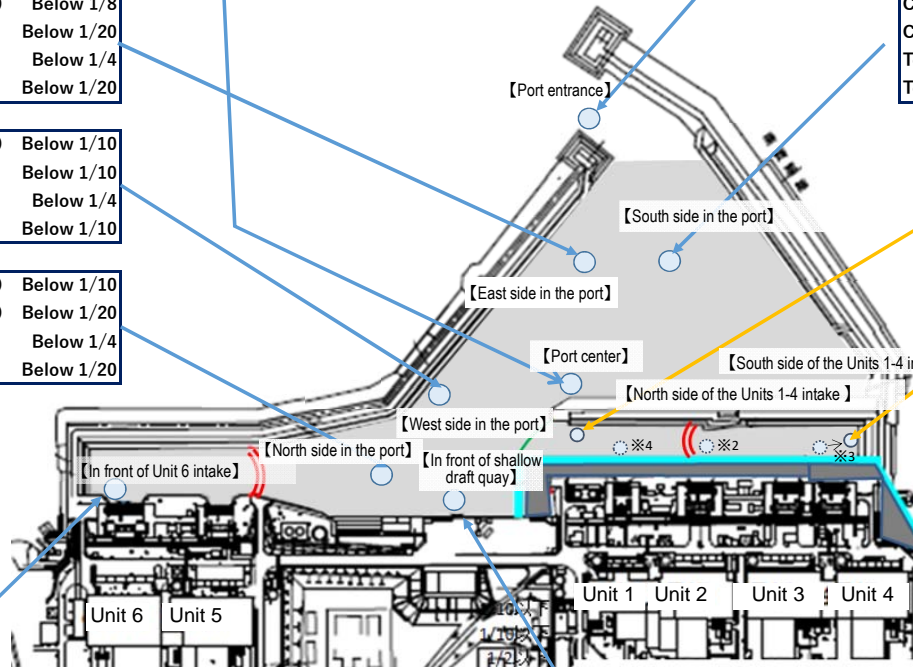 Below 1/8
Below 1/20
Below 1/4
Below 1/20
Below 1/10
Below 1/10
Below 1/4
Below 1/10
Below 1/10
Below 1/20
Below 1/4
Below 1/20
【Port entrance】
【South side in the port】
【East side in the port】
【Port center】
【South side of the Units 1-4
【North side of the Units 1-4 intake 】
【West side in the port】
【North side in the port】
【In front of shallow
draft quay】
【In front of Unit 6 intake】
※4
※2
※3
Unit 6
Unit 5
Unit 1
Unit 2
Unit 3
Unit 4